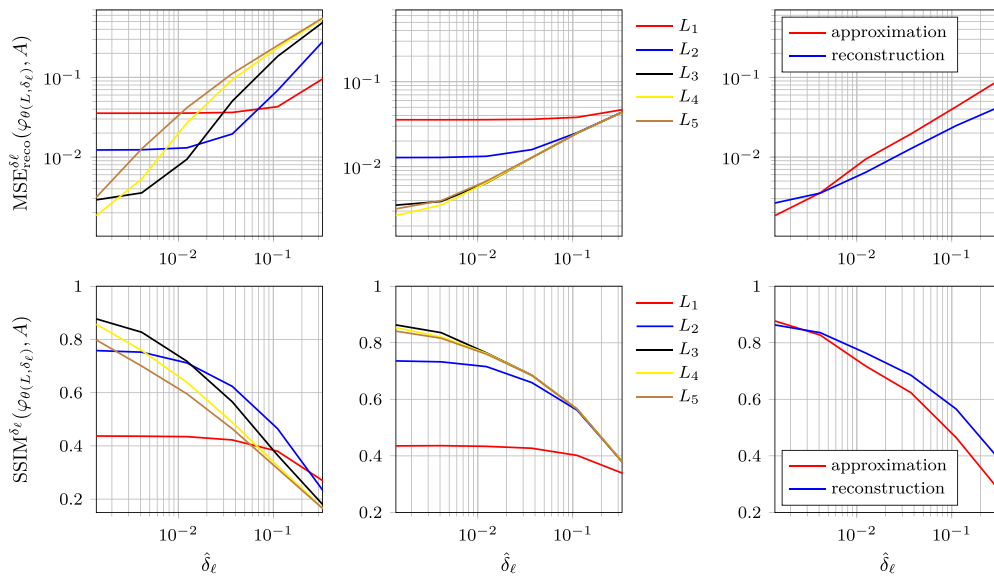 MSE^{δℓ}_{reco}(φ_{θ(L,δ_ℓ)}, A)
10^{−1}
10^{−2}
10^{−2} 10^{−1}
10^{−1}
10^{−2}
10^{−2} 10^{−1}
L_1
L_2
L_3
L_4
L_5
10^{−1}
10^{−2}
10^{−2} 10^{−1}
approximation
reconstruction
SSIM^{δ_ℓ}(φ_{θ(L,δ_ℓ)}, A)
1
0.8
0.6
0.4
0.2
10^{−2} 10^{−1}
δ̂_ℓ
1
0.8
0.6
0.4
0.2
10^{−2} 10^{−1}
δ̂_ℓ
L_1
L_2
L_3
L_4
L_5
1
0.8
0.6
0.4
0.2
10^{−2} 10^{−1}
δ̂_ℓ
approximation
reconstruction